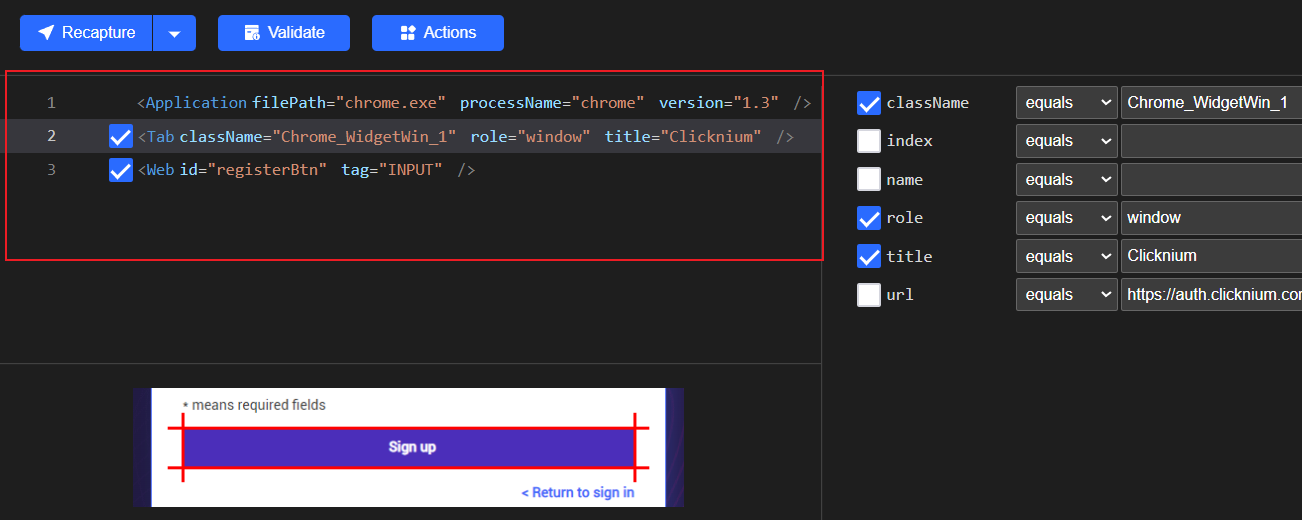 Recapture Validate Actions
1 <Application filePath="chrome.exe" processName="chrome" version="1.3" />
2 <Tab className="Chrome_WidgetWin_1" role="window" title="Clicknium" />
3 <Web id="registerBtn" tag="INPUT" />
className equals Chrome_WidgetWin_1
index equals
name equals
role equals window
title equals Clicknium
url equals https://auth.clicknium.co
* means required fields
Sign up
< Return to sign in